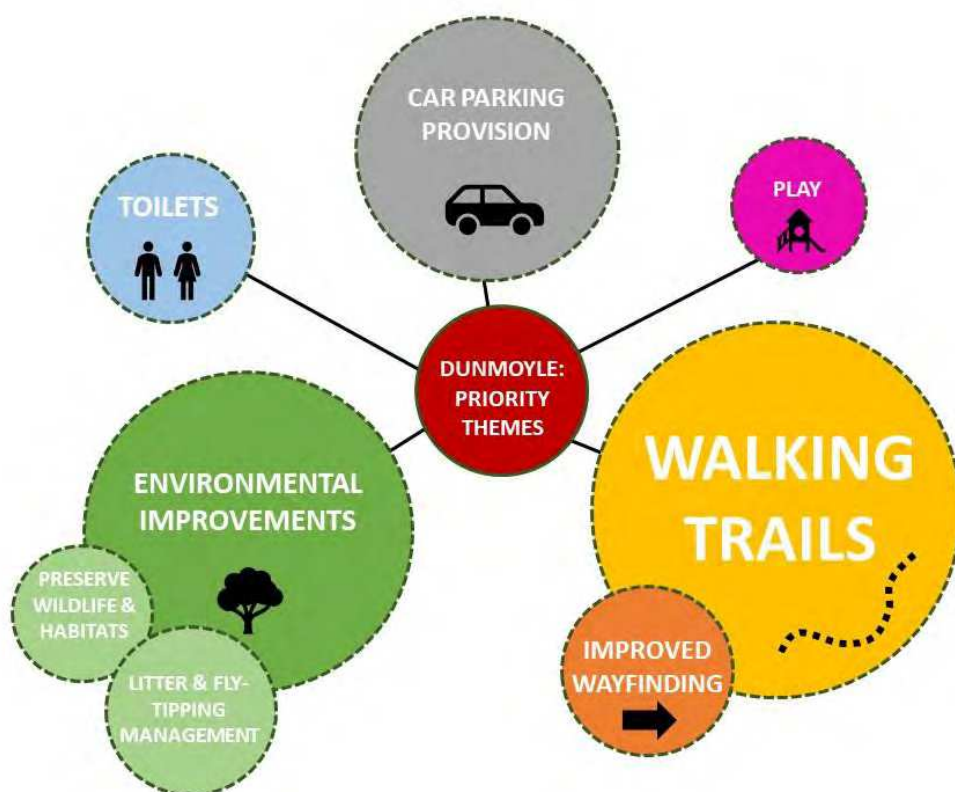 CAR PARKING
PROVISION
TOILETS
PLAY
DUNMOYLE:
PRIORITY
THEMES
WALKING
TRAILS
ENVIRONMENTAL
IMPROVEMENTS
PRESERVE
WILDLIFE &
HABITATS
LITTER & FLY-
TIPPING
MANAGEMENT
IMPROVED
WAYFINDING